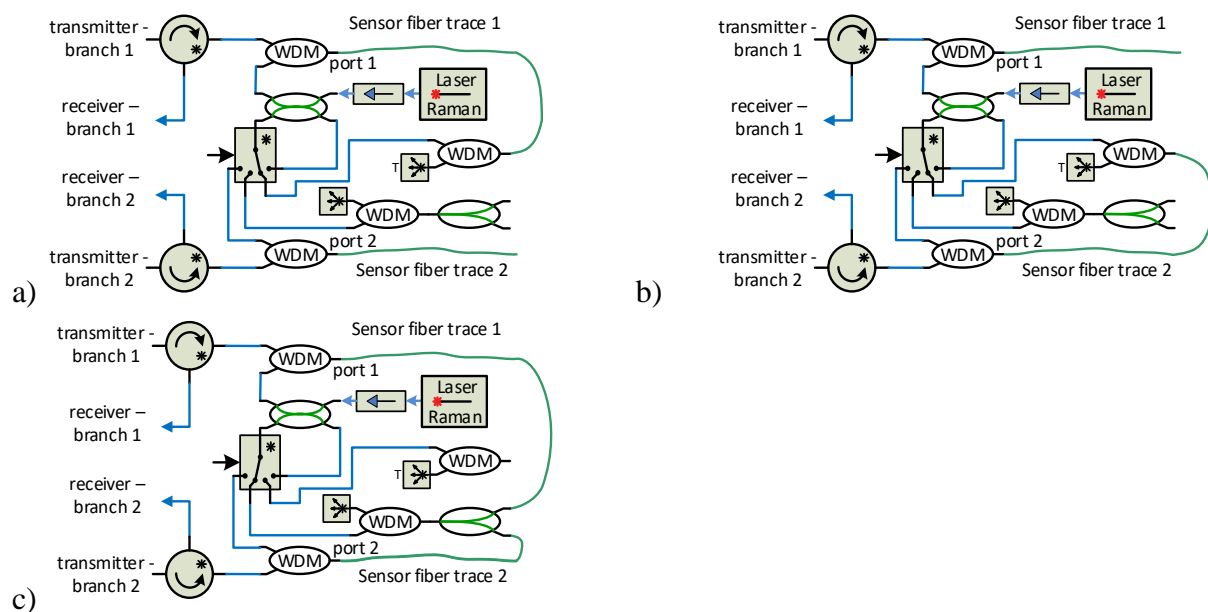 transmitter -
branch 1
receiver –
branch 1
receiver –
branch 2
transmitter -
branch 2
WDM
port 1
Sensor fiber trace 1
Laser
Raman
T
WDM
WDM
WDM
port 2
Sensor fiber trace 2
a)
transmitter -
branch 1
receiver –
branch 1
receiver –
branch 2
transmitter -
branch 2
WDM
port 1
Sensor fiber trace 1
Laser
Raman
T
WDM
WDM
WDM
port 2
Sensor fiber trace 2
b)
transmitter -
branch 1
receiver –
branch 1
receiver –
branch 2
transmitter -
branch 2
WDM
port 1
Sensor fiber trace 1
Laser
Raman
T
WDM
WDM
WDM
port 2
Sensor fiber trace 2
c)